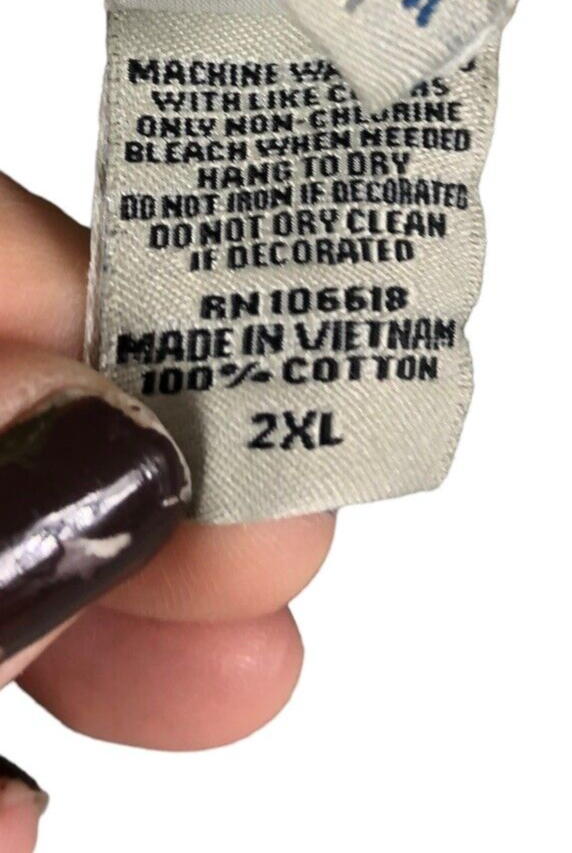 MACHINE
WITH LIKE
ONLY NON-CHLORINE
BLEACH WHEN NEEDED
HANG TO DRY
DO NOT IRON IF DECORATED
DO NOT DRY CLEAN
IF DECORATED
RN 106618
MADE IN VIETNAM
100% COTTON
2XL